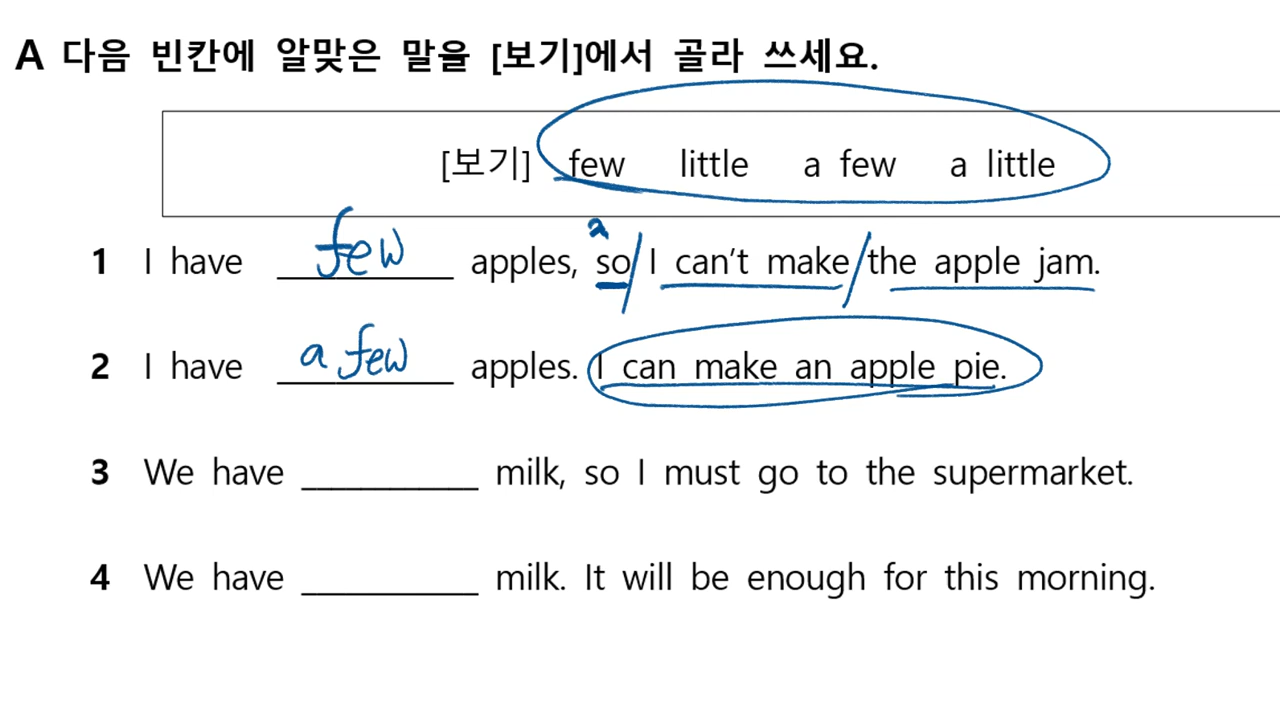 A 다음 빈칸에 알맞은 말을 [보기]에서 골라 쓰세요.
[보기] few little a few a little
1 I have few apples, so I can't make the apple jam.
2 I have a few apples. I can make an apple pie.
3 We have __________ milk, so I must go to the supermarket.
4 We have __________ milk. It will be enough for this morning.